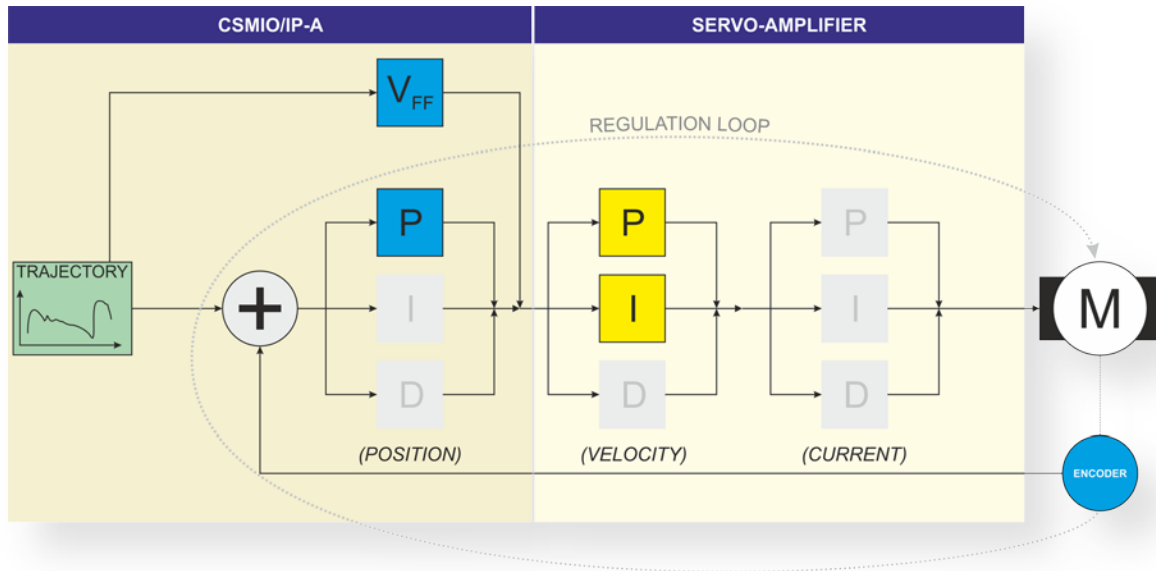 CSMIO/IP-A
SERVO-AMPLIFIER
VFF
REGULATION LOOP
P
P
P
TRAJECTORY
+
I
I
I
M
D
D
D
(POSITION)
(VELOCITY)
(CURRENT)
ENCODER